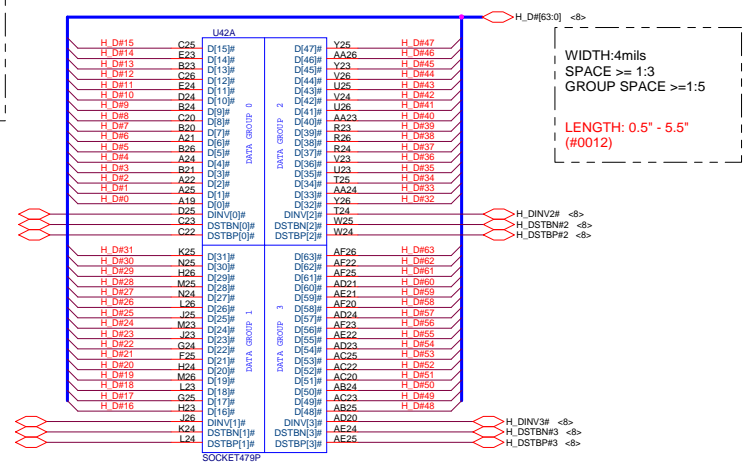 H_D#[63:0] <8>
U42A
H_D#15 C25 D[15]# D[47]# Y25 H_D#47
H_D#14 E23 D[14]# D[46]# AA26 H_D#46
H_D#13 B23 D[13]# D[45]# Y23 H_D#45
H_D#12 C26 D[12]# D[44]# V26 H_D#44
H_D#11 E24 D[11]# D[43]# U25 H_D#43
H_D#10 D24 D[10]# D[42]# V24 H_D#42
H_D#9 B24 D[9]# D[41]# U26 H_D#41
H_D#8 C20 D[8]# D[40]# AA23 H_D#40
H_D#7 B20 D[7]# D[39]# R23 H_D#39
H_D#6 A21 D[6]# D[38]# R26 H_D#38
H_D#5 B26 D[5]# D[37]# R24 H_D#37
H_D#4 A24 D[4]# D[36]# V23 H_D#36
H_D#3 B21 D[3]# D[35]# U23 H_D#35
H_D#2 A22 D[2]# D[34]# T25 H_D#34
H_D#1 A25 D[1]# D[33]# AA24 H_D#33
H_D#0 A19 D[0]# D[32]# Y26 H_D#32
D25 DINV[0]# DINV[2]# T24 H_DINV2# <8>
C23 DSTBN[0]# DSTBN[2]# W25 H_DSTBN#2 <8>
C22 DSTBP[0]# DSTBP[2]# W24 H_DSTBP#2 <8>
DATA GROUP 0
DATA GROUP 2
H_D#31 K25 D[31]# D[63]# AF26 H_D#63
H_D#30 N25 D[30]# D[62]# AF22 H_D#62
H_D#29 H26 D[29]# D[61]# AF25 H_D#61
H_D#28 M25 D[28]# D[60]# AD21 H_D#60
H_D#27 N24 D[27]# D[59]# AE21 H_D#59
H_D#26 L26 D[26]# D[58]# AF20 H_D#58
H_D#25 J25 D[25]# D[57]# AD24 H_D#57
H_D#24 M23 D[24]# D[56]# AF23 H_D#56
H_D#23 J23 D[23]# D[55]# AE22 H_D#55
H_D#22 G24 D[22]# D[54]# AD23 H_D#54
H_D#21 F25 D[21]# D[53]# AC25 H_D#53
H_D#20 H24 D[20]# D[52]# AC22 H_D#52
H_D#19 M26 D[19]# D[51]# AC20 H_D#51
H_D#18 L23 D[18]# D[50]# AB24 H_D#50
H_D#17 G25 D[17]# D[49]# AC23 H_D#49
H_D#16 H23 D[16]# D[48]# AB25 H_D#48
J26 DINV[1]# DINV[3]# AD20 H_DINV3# <8>
K24 DSTBN[1]# DSTBN[3]# AE24 H_DSTBN#3 <8>
L24 DSTBP[1]# DSTBP[3]# AE25 H_DSTBP#3 <8>
DATA GROUP 1
DATA GROUP 3
SOCKET479P
WIDTH:4mils
SPACE >= 1:3
GROUP SPACE >=1:5
LENGTH: 0.5" - 5.5"
(#0012)